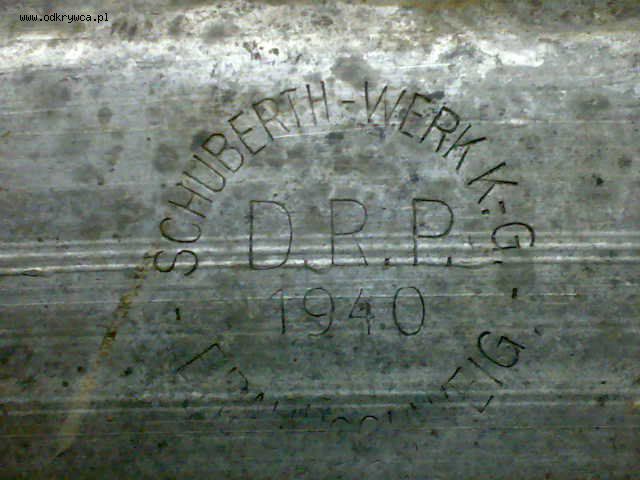 www.odkrywca.pl
SCHUBERTH-WERK K.-G.
D.R.P.
1940